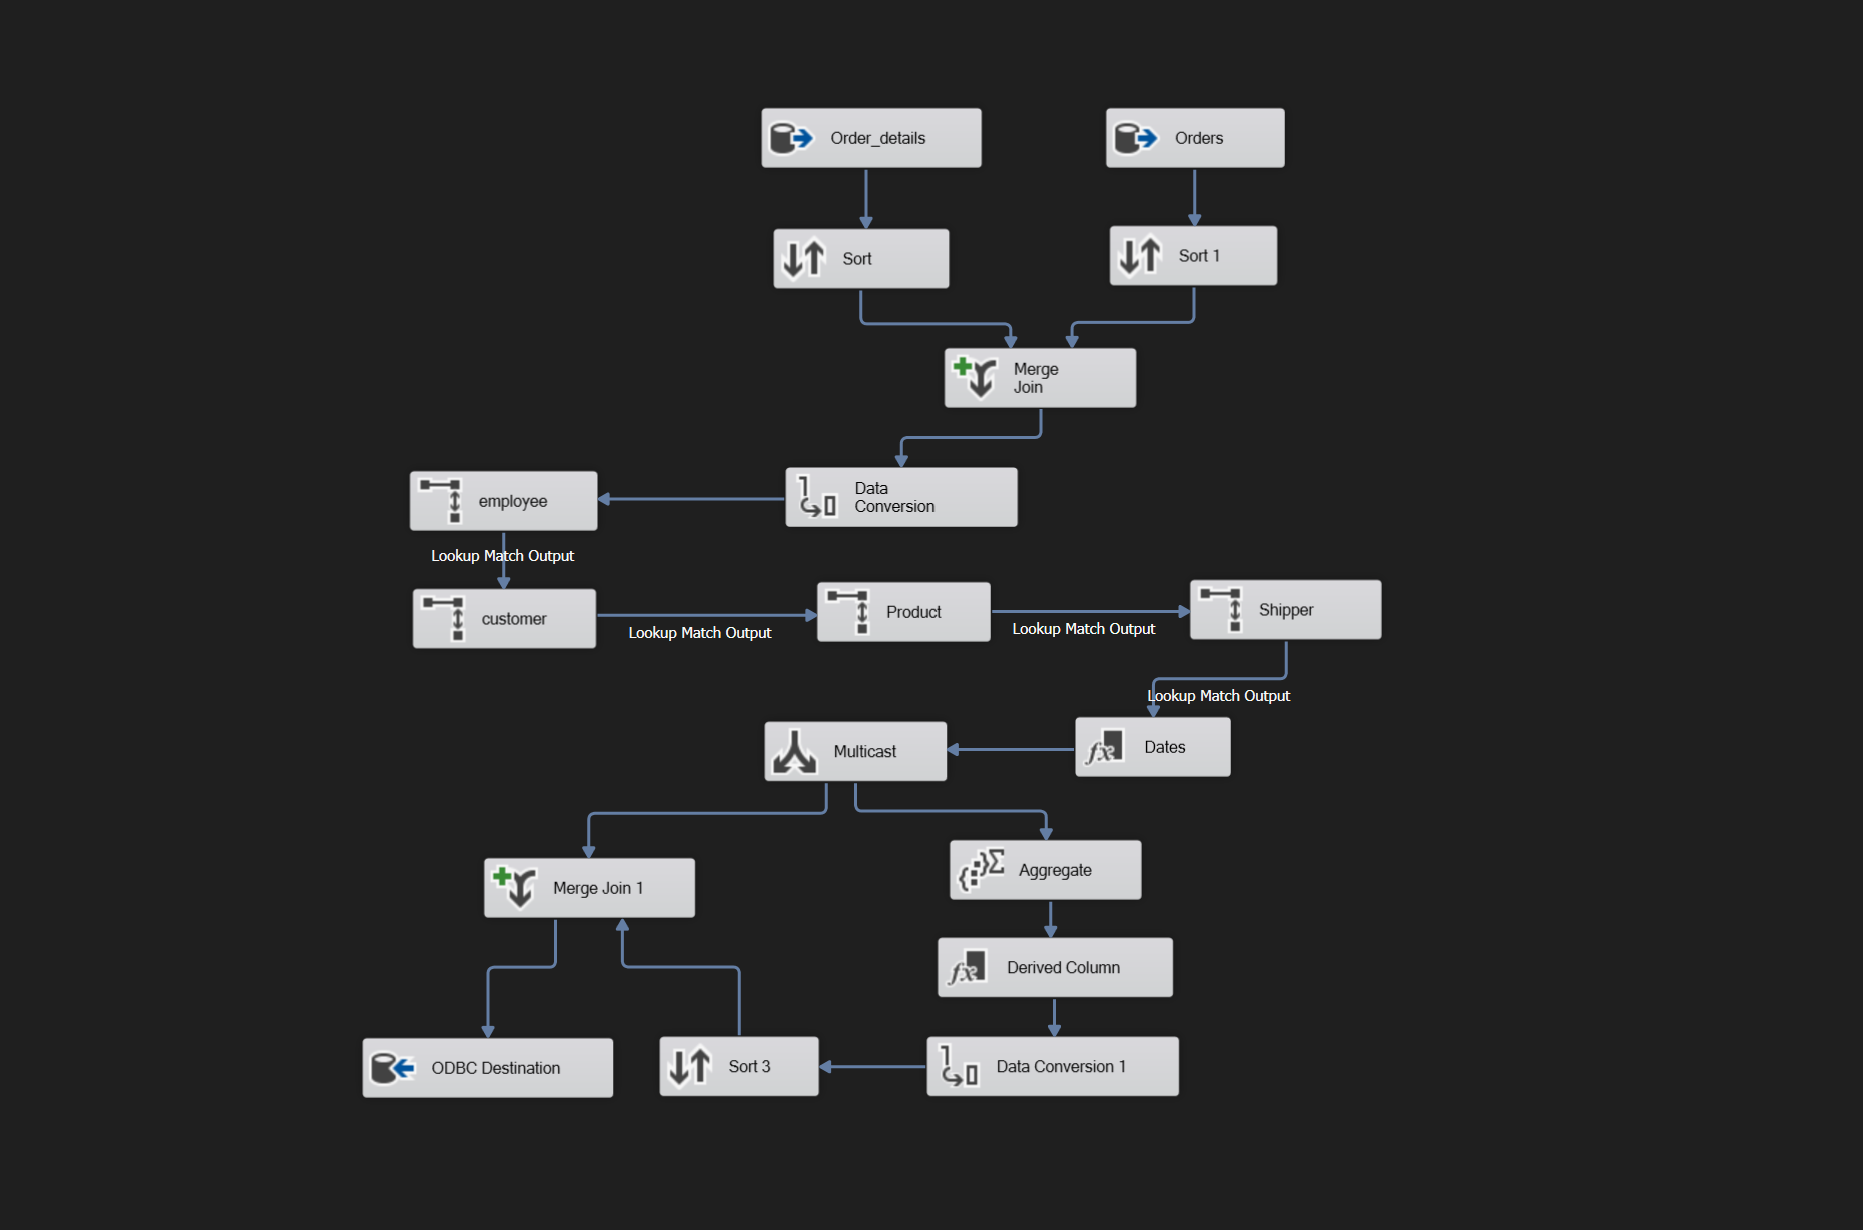 Order_details
Orders
Sort
Sort 1
Merge
Join
Data
Conversion
employee
Lookup Match Output
customer
Lookup Match Output
Product
Lookup Match Output
Shipper
Lookup Match Output
Multicast
Dates
Aggregate
Merge Join 1
Derived Column
ODBC Destination
Sort 3
Data Conversion 1